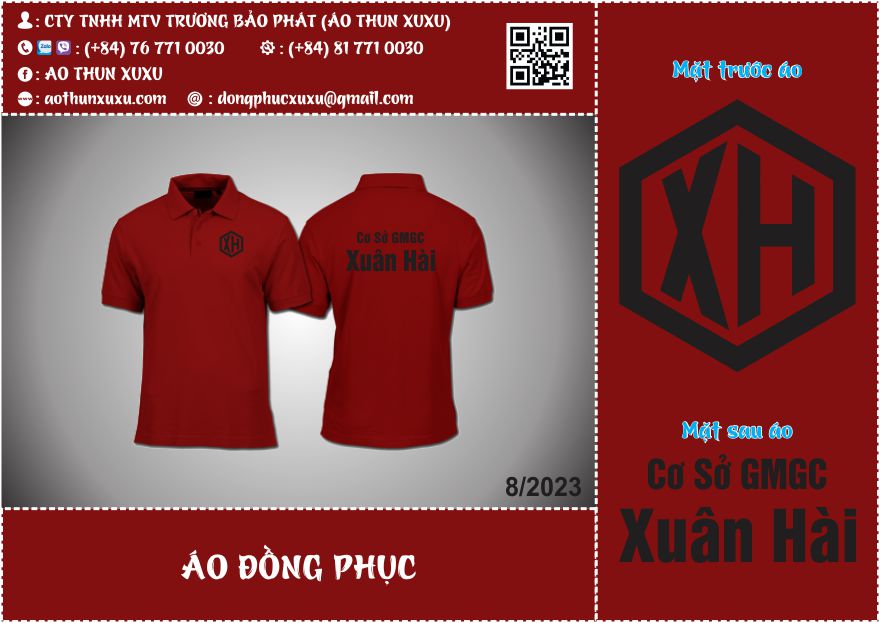 : CTY TNHH MTV TRƯƠNG BẢO PHÁT (ÁO THUN XUXU)
: (+84) 76 771 0030 : (+84) 81 771 0030
: AO THUN XUXU
: aothunxuxu.com @ : dongphucxuxu@gmail.com
XH
Cơ Sở GMGC
Xuân Hài
8/2023
ÁO ĐỒNG PHỤC
Mặt trước áo
XH
Mặt sau áo
Cơ Sở GMGC
Xuân Hài